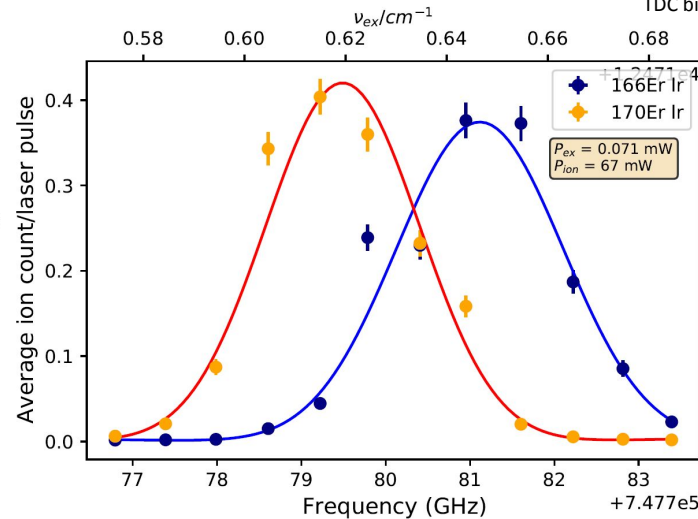 TDC bi
ν_ex/cm⁻¹
0.58 0.60 0.62 0.64 0.66 0.68
+1.2471e4
166Er Ir
170Er Ir
P_ex = 0.071 mW
P_ion = 67 mW
Average ion count/laser pulse
0.4
0.3
0.2
0.1
0.0
77 78 79 80 81 82 83
Frequency (GHz)
+7.477e5